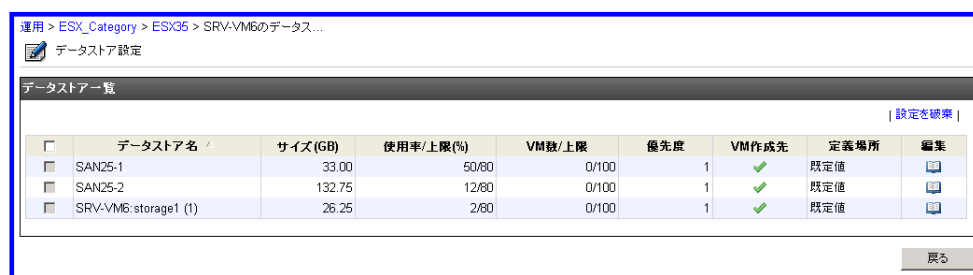 運用 > ESX_Category > ESX35 > SRV-VM6のデータス...
データストア設定
データストア一覧
| 設定を破棄 |
データストア名 サイズ(GB) 使用率/上限(%) VM数/上限 優先度 VM作成先 定義場所 編集
SAN25-1 33.00 50/80 0/100 1 既定値
SAN25-2 132.75 12/80 0/100 1 既定値
SRV-VM6:storage1 (1) 26.25 2/80 0/100 1 既定値
戻る